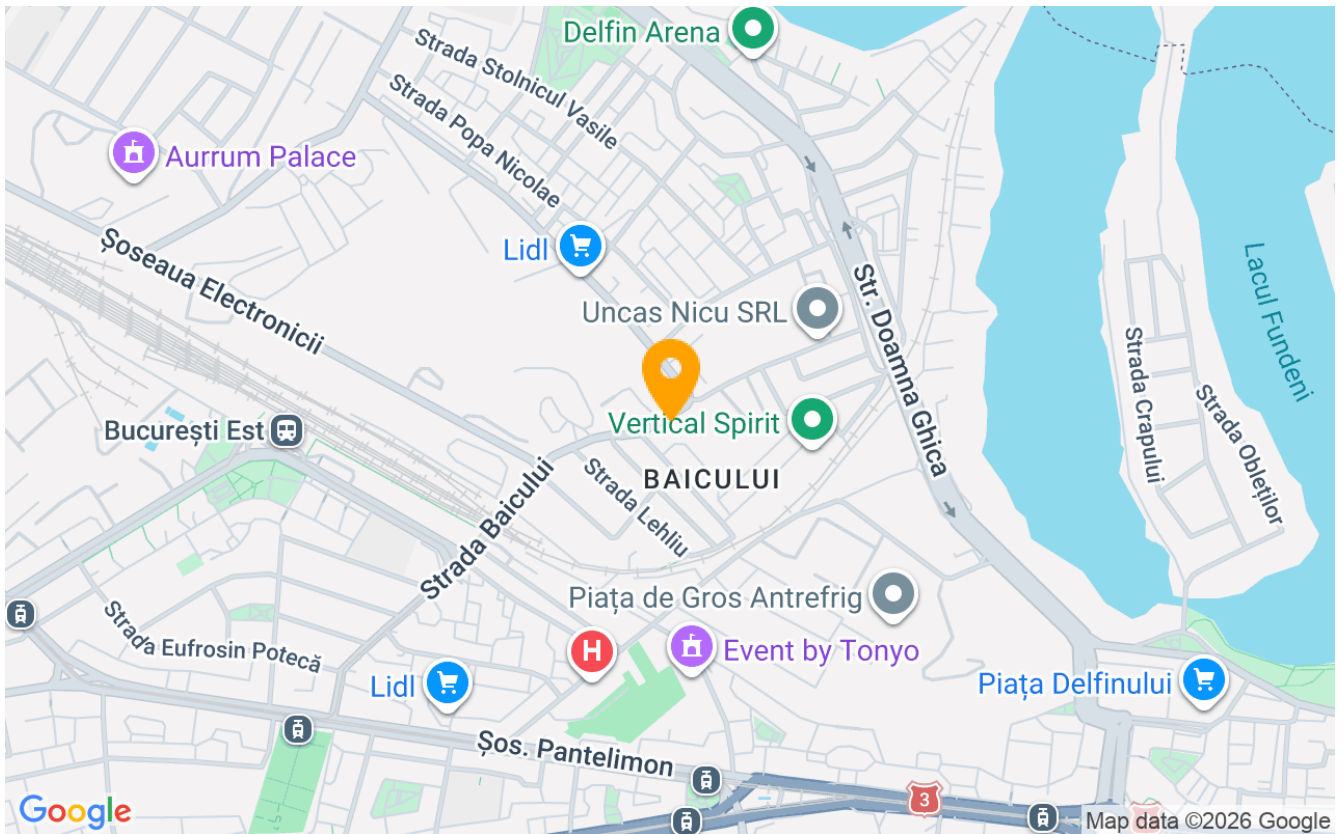 Delfin Arena
Strada Stolnicul Vasile
Strada Popa Nicolae
Aurrum Palace
Lidl
Șoseaua Electronicii
Uncas Nicu SRL
Str. Doamna Ghica
Lacul Fundeni
Strada Crapului
Strada Obleților
București Est
Vertical Spirit
BAICULUI
Strada Baicului
Strada Lehliu
Piața de Gros Antrefrig
Strada Eufrosin Potecă
H
Event by Tonyo
Lidl
Piața Delfinului
Șos. Pantelimon
3
Google
Map data ©2026 Google